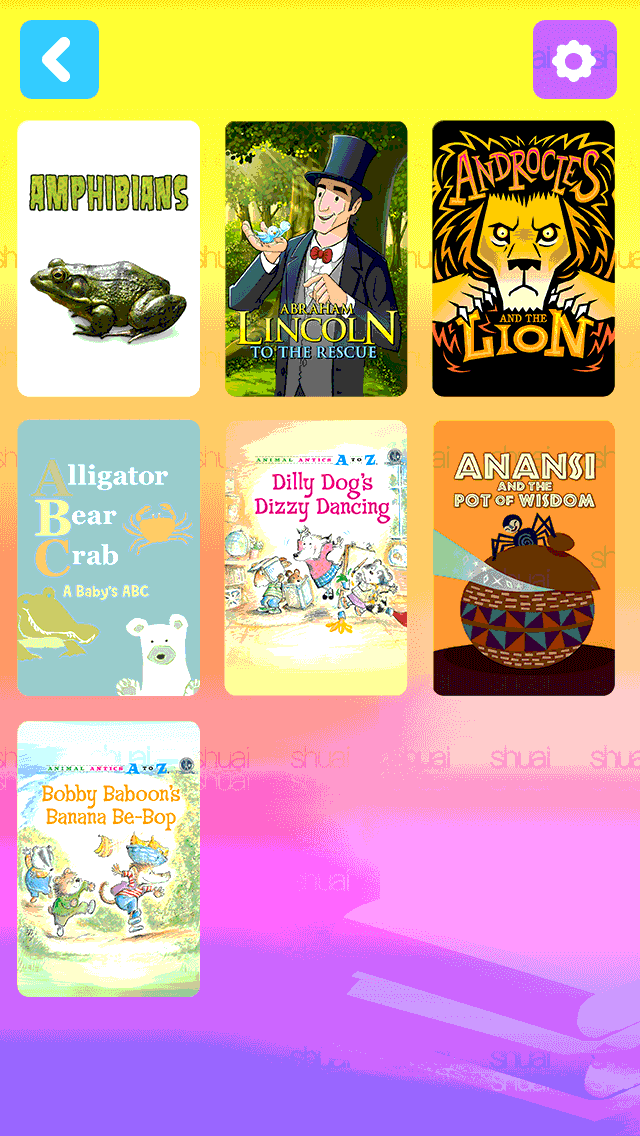 AMPHIBIANS
ABRAHAM
LINCOLN
TO THE RESCUE
ANDROCLES
AND THE
LION
Alligator
Bear
Crab
A Baby's ABC
ANIMAL ANTICS A TO Z
Dilly Dog's
Dizzy Dancing
ANANSI
AND THE
POT OF WISDOM
shuai
shuai
shuai
shuai
shuai
ANIMAL ANTICS A TO Z
Bobby Baboon's
Banana Be-Bop
shuai
shuai